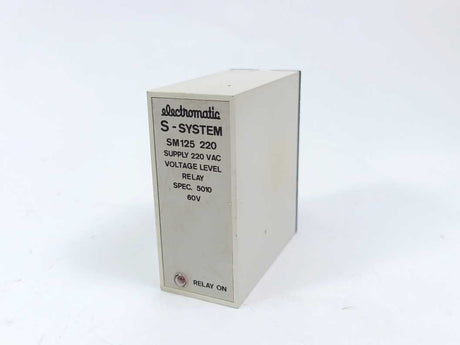 electromatic
S-SYSTEM
SM125 220
SUPPLY 220 VAC
VOLTAGE LEVEL
RELAY
SPEC. 5010
60V
RELAY ON